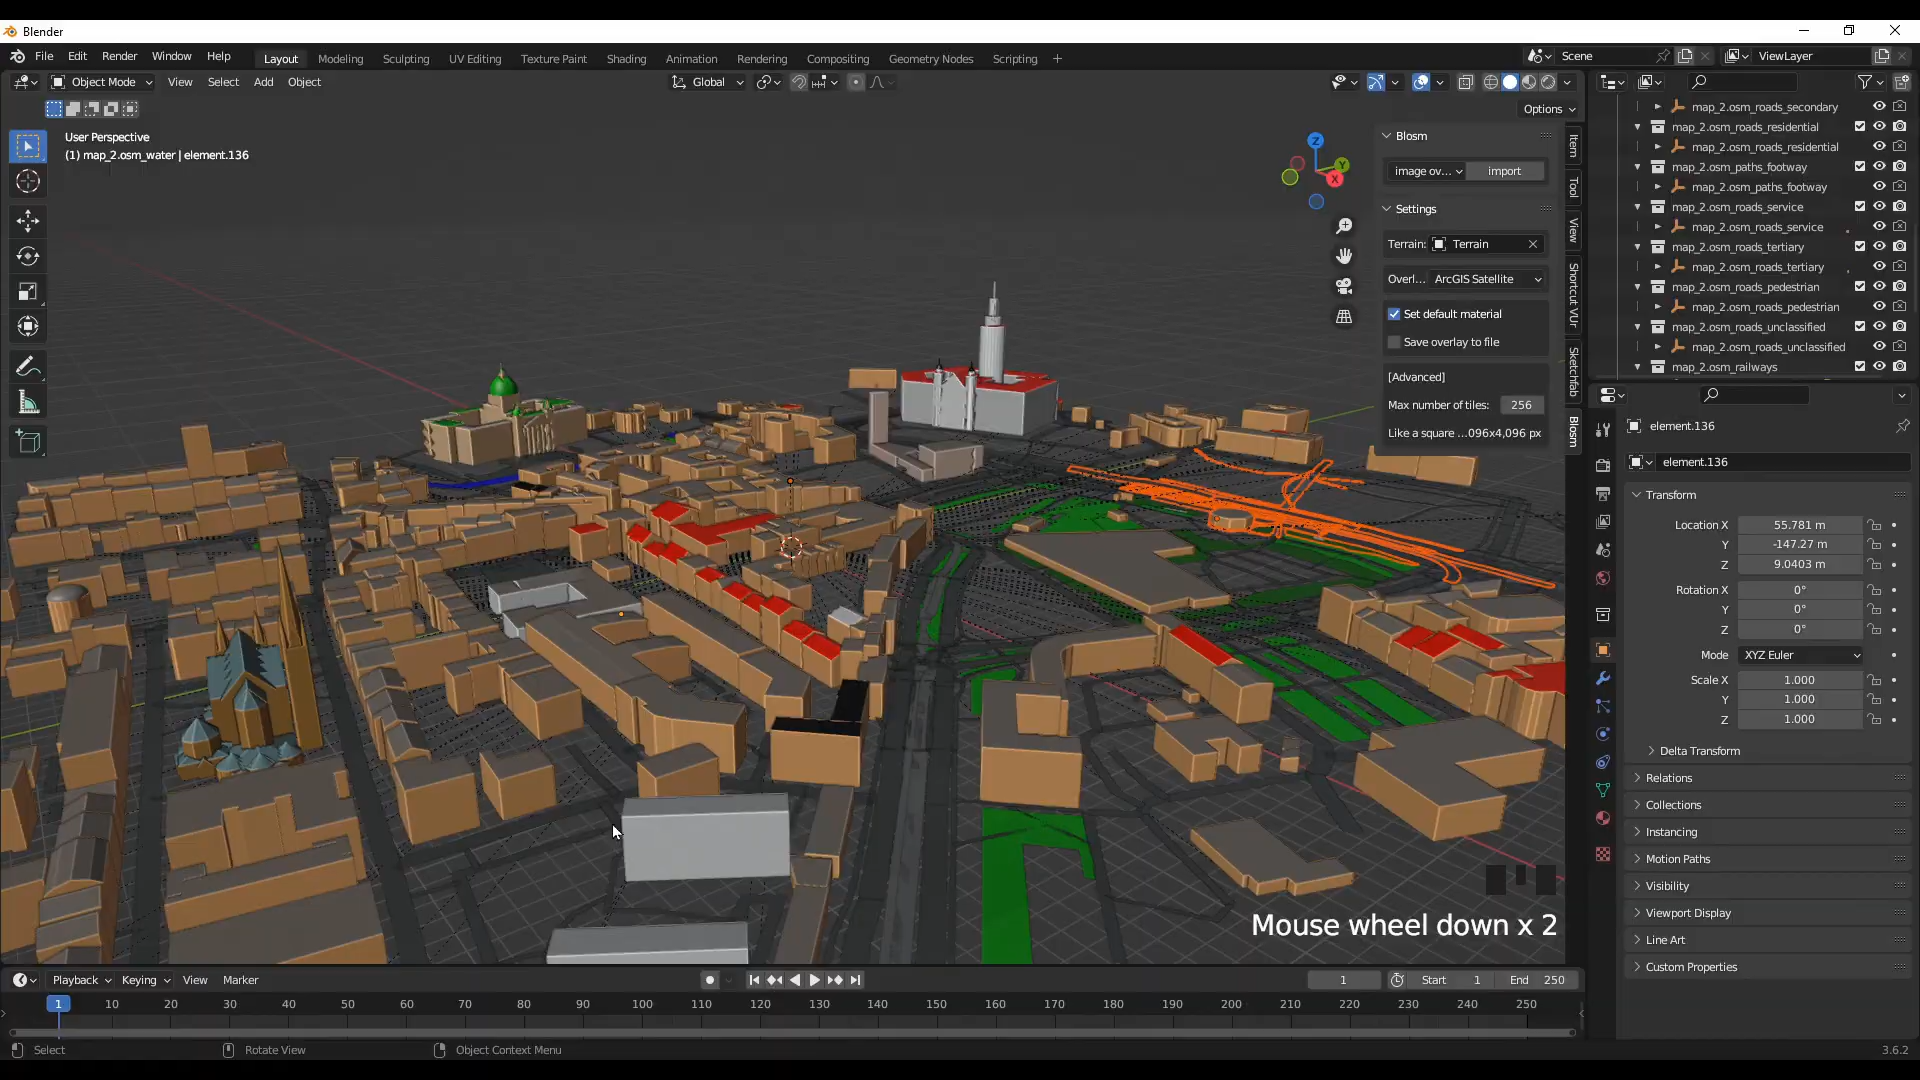 Blender
File Edit Render Window Help Layout Modeling Sculpting UV Editing Texture Paint Shading Animation Rendering Compositing Geometry Nodes Scripting + Scene ViewLayer
Object Mode View Select Add Object Global
Options
User Perspective
(1) map_2.osm_water | element.136
Z
Y
X
Blosm
image ov... import
Settings
Terrain: Terrain
Overl... ArcGIS Satellite
Set default material
Save overlay to file
[Advanced]
Max number of tiles: 256
Like a square ...096x4,096 px
Item
Tool
View
Shortcut VUr
Sketchfab
Blosm
map_2.osm_roads_secondary
map_2.osm_roads_residential
map_2.osm_roads_residential
map_2.osm_paths_footway
map_2.osm_paths_footway
map_2.osm_roads_service
map_2.osm_roads_service
map_2.osm_roads_tertiary
map_2.osm_roads_tertiary
map_2.osm_roads_pedestrian
map_2.osm_roads_pedestrian
map_2.osm_roads_unclassified
map_2.osm_roads_unclassified
map_2.osm_railways
element.136
element.136
Transform
Location X 55.781 m
Y -147.27 m
Z 9.0403 m
Rotation X 0°
Y 0°
Z 0°
Mode XYZ Euler
Scale X 1.000
Y 1.000
Z 1.000
Delta Transform
Relations
Collections
Instancing
Motion Paths
Visibility
Viewport Display
Line Art
Custom Properties
Mouse wheel down x 2
Playback Keying View Marker 1 Start 1 End 250
1 10 20 30 40 50 60 70 80 90 100 110 120 130 140 150 160 170 180 190 200 210 220 230 240 250
Select Rotate View Object Context Menu 3.6.2